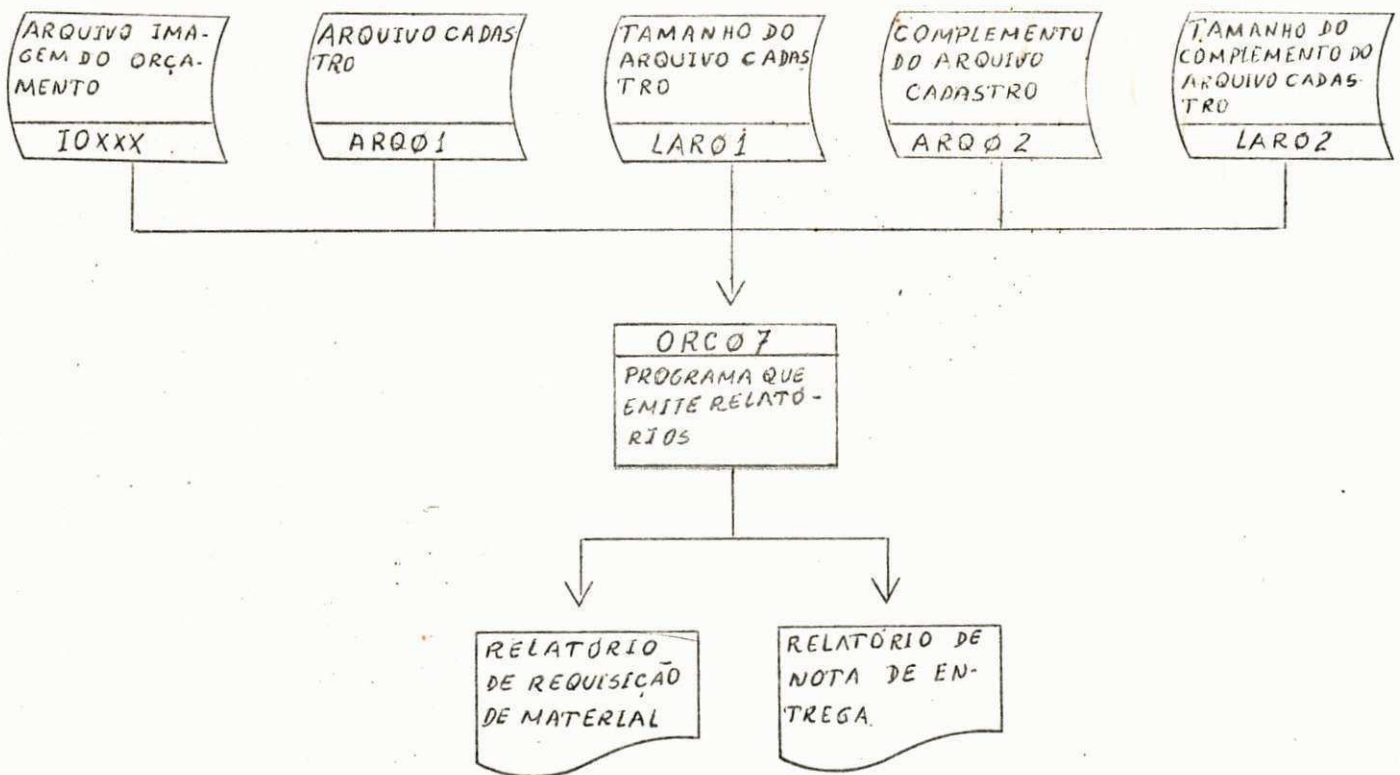 ARQUIVO IMA-
GEM DO ORÇA-
MENTO
IOXXX
ARQUIVO CADAS
TRO
ARQØ1
TAMANHO DO
ARQUIVO CADAS
TRO
LARØ1
COMPLEMENTO
DO ARQUIVO
CADASTRO
ARQØ2
TAMANHO DO
COMPLEMENTO DO
ARQUIVO CADAS-
TRO
LARØ2
ORCØ7
PROGRAMA QUE
EMITE RELATÓ-
RIOS
RELATÓRIO
DE REQUISIÇÃO
DE MATERIAL
RELATÓRIO DE
NOTA DE EN-
TREGA.